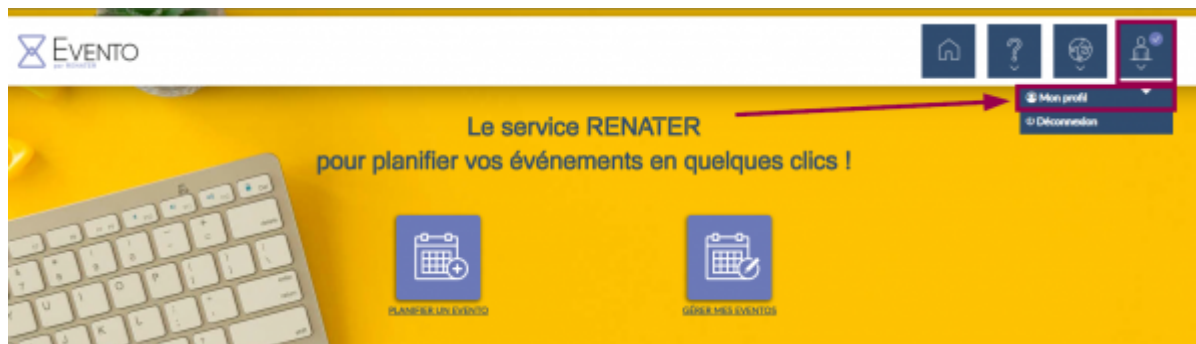 EVENTO
par RENATER
Mon profil
Déconnexion
Le service RENATER
pour planifier vos événements en quelques clics !
PLANIFIER UN EVENTO
GÉRER MES EVENTOS